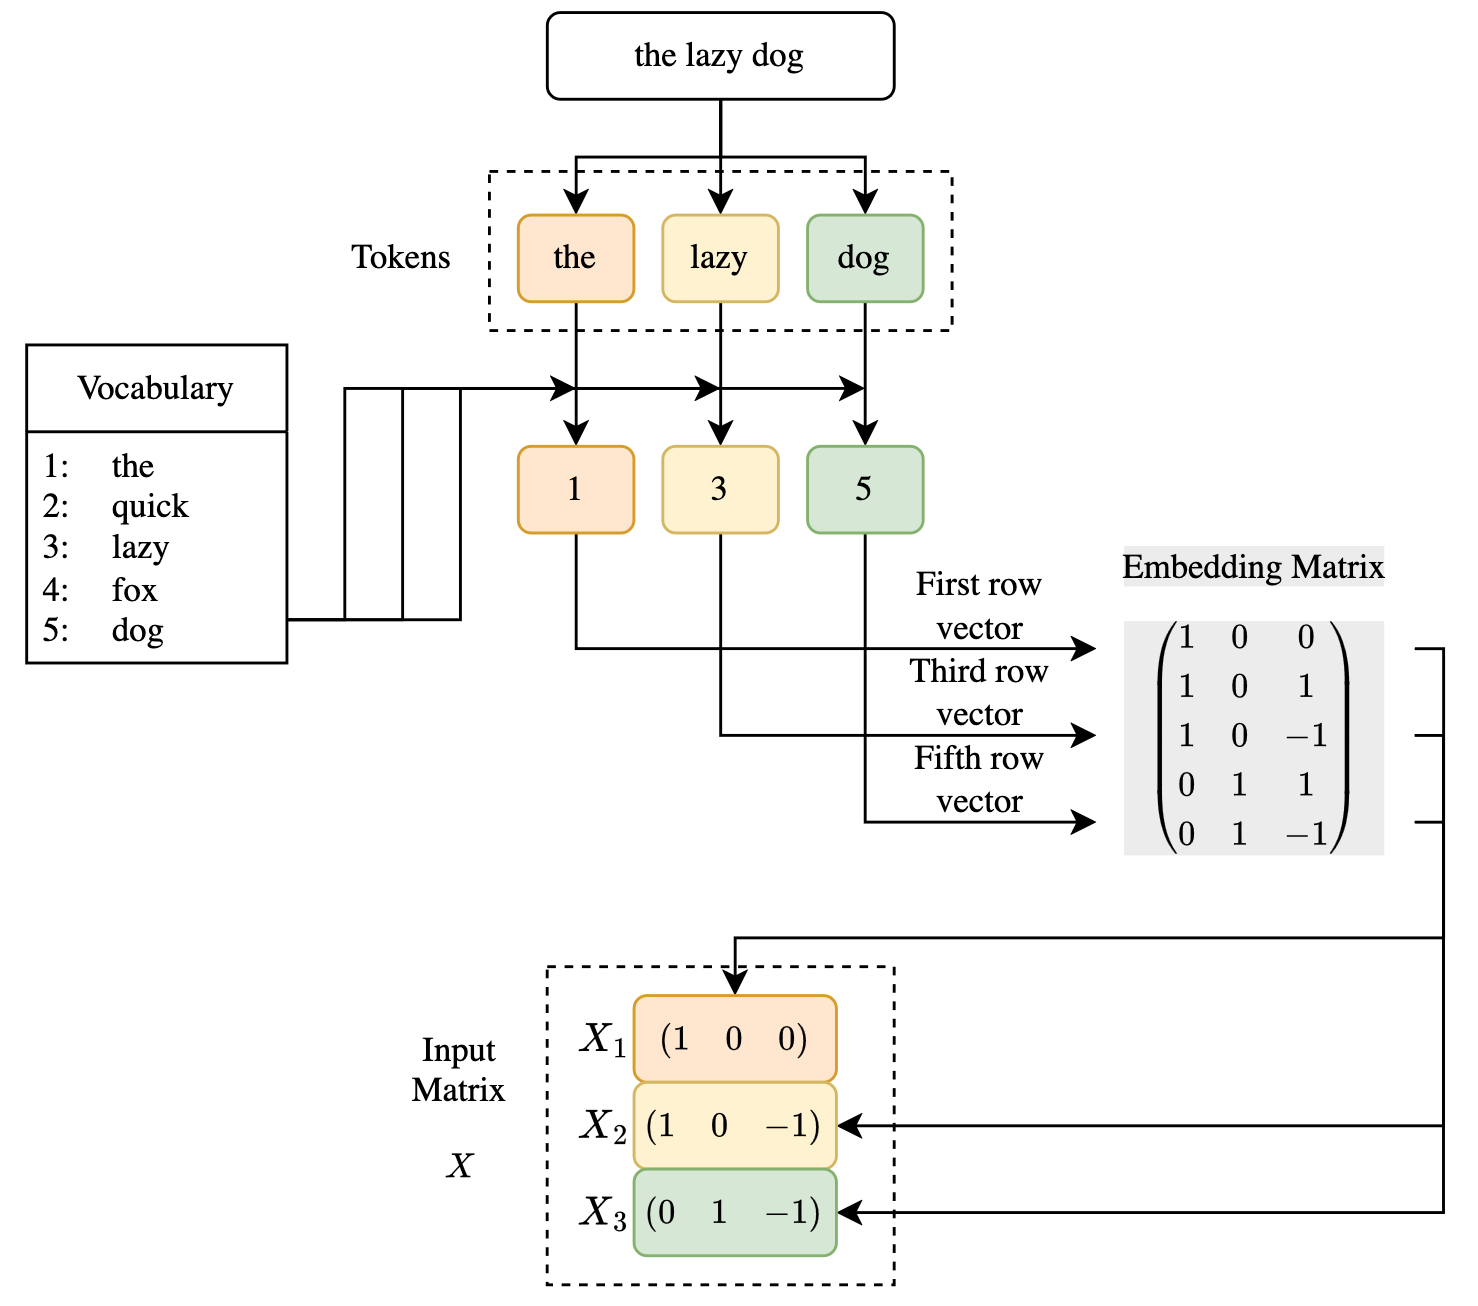 the lazy dog
Tokens
the
lazy
dog
Vocabulary
1: the
2: quick
3: lazy
4: fox
5: dog
1
3
5
First row
vector
Third row
vector
Fifth row
vector
Embedding Matrix
1 0 0
1 0 1
1 0 −1
0 1 1
0 1 −1
Input
Matrix
X
X₁ (1 0 0)
X₂ (1 0 −1)
X₃ (0 1 −1)